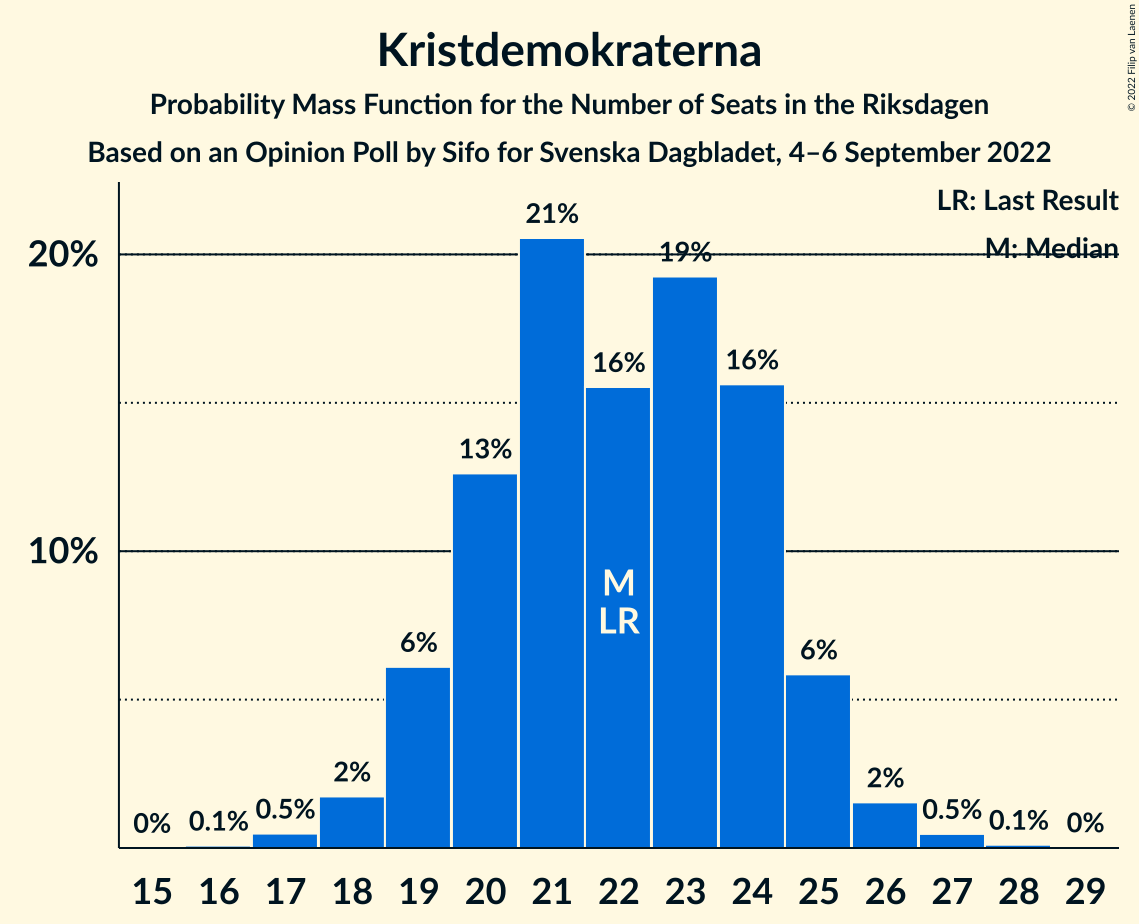 Kristdemokraterna
Probability Mass Function for the Number of Seats in the Riksdagen
Based on an Opinion Poll by Sifo for Svenska Dagbladet, 4–6 September 2022
© 2022 Filip van Laenen
LR: Last Result
M: Median
20%
10%
0%
0.1%
0.5%
2%
6%
13%
21%
16%
19%
16%
6%
2%
0.5%
0.1%
0%
M
LR
15 16 17 18 19 20 21 22 23 24 25 26 27 28 29